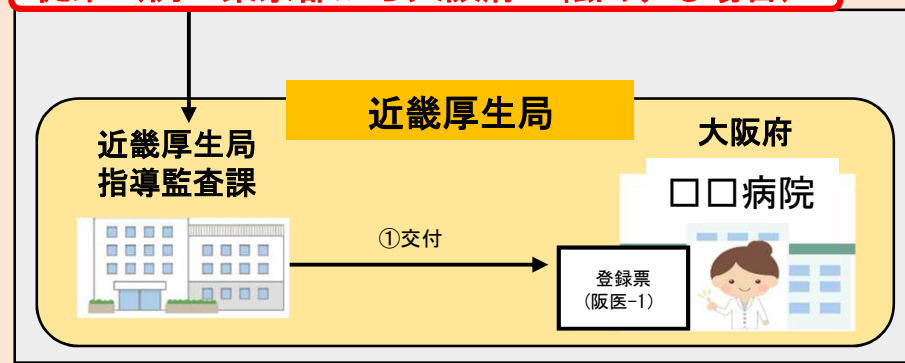 近畿厚生局
近畿厚生局
指導監査課
大阪府
□□病院
①交付
登録票
(阪医-1)